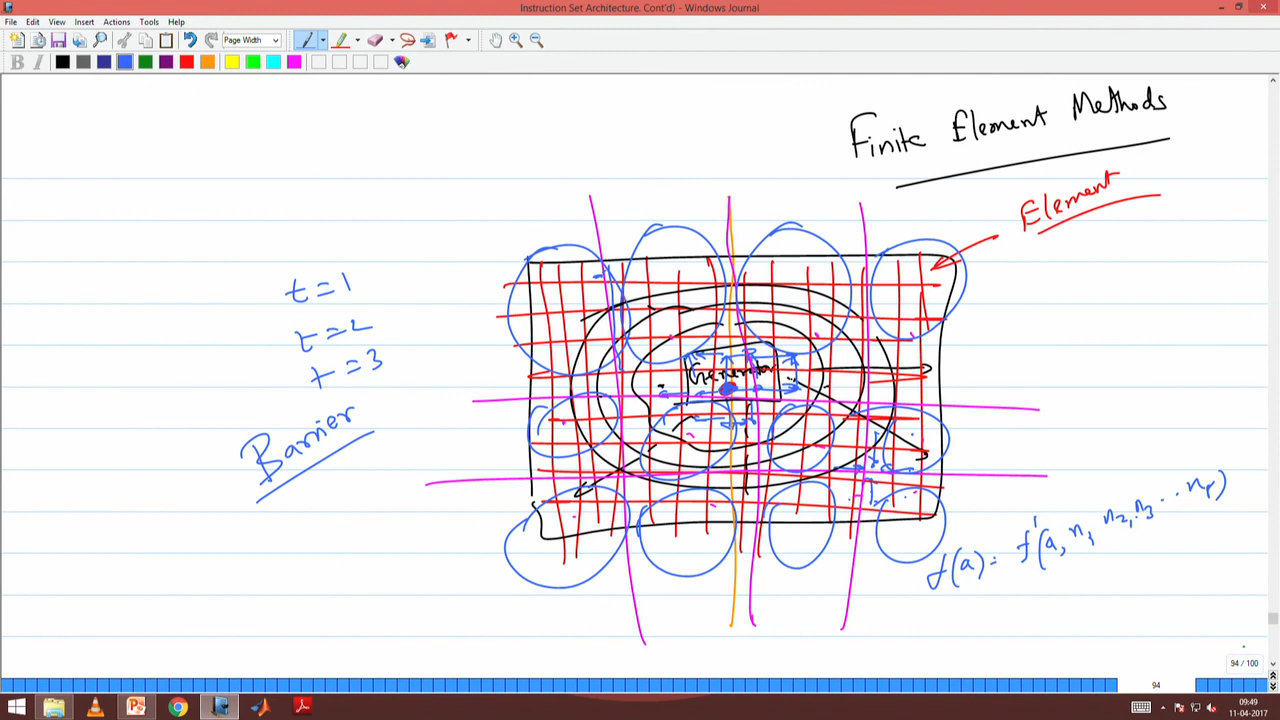 Instruction Set Architecture. Cont'd) - Windows Journal
File Edit View Insert Actions Tools Help
Page Width
B I
Finite Element Methods
Element
t=1
t=2
t=3
Barrier
Generator
f(a) = f'(a, n1, n2, n3 ... nr)
94 / 100
94
09:49
11-04-2017